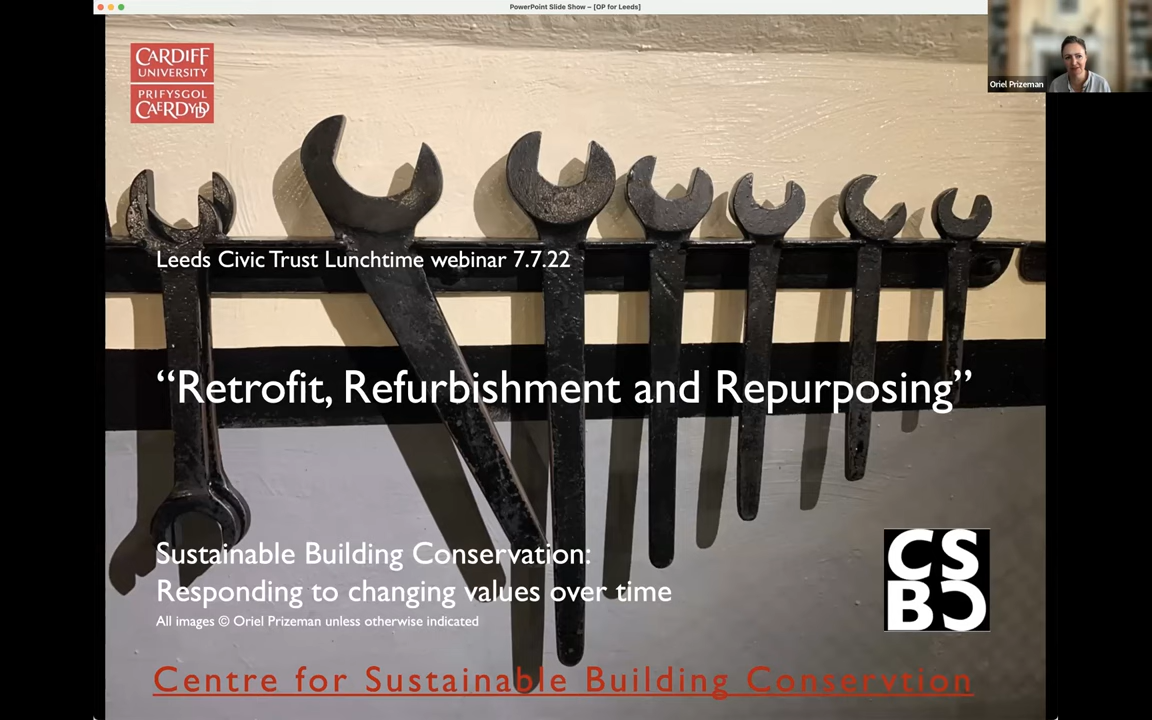 PowerPoint Slide Show – [OP for Leeds]
CARDIFF
UNIVERSITY
PRIFYSGOL
CAERDYDD
Oriel Prizeman
Leeds Civic Trust Lunchtime webinar 7.7.22
“Retrofit, Refurbishment and Repurposing”
Sustainable Building Conservation:
Responding to changing values over time
All images © Oriel Prizeman unless otherwise indicated
CS
BC
Centre for Sustainable Building Conservtion